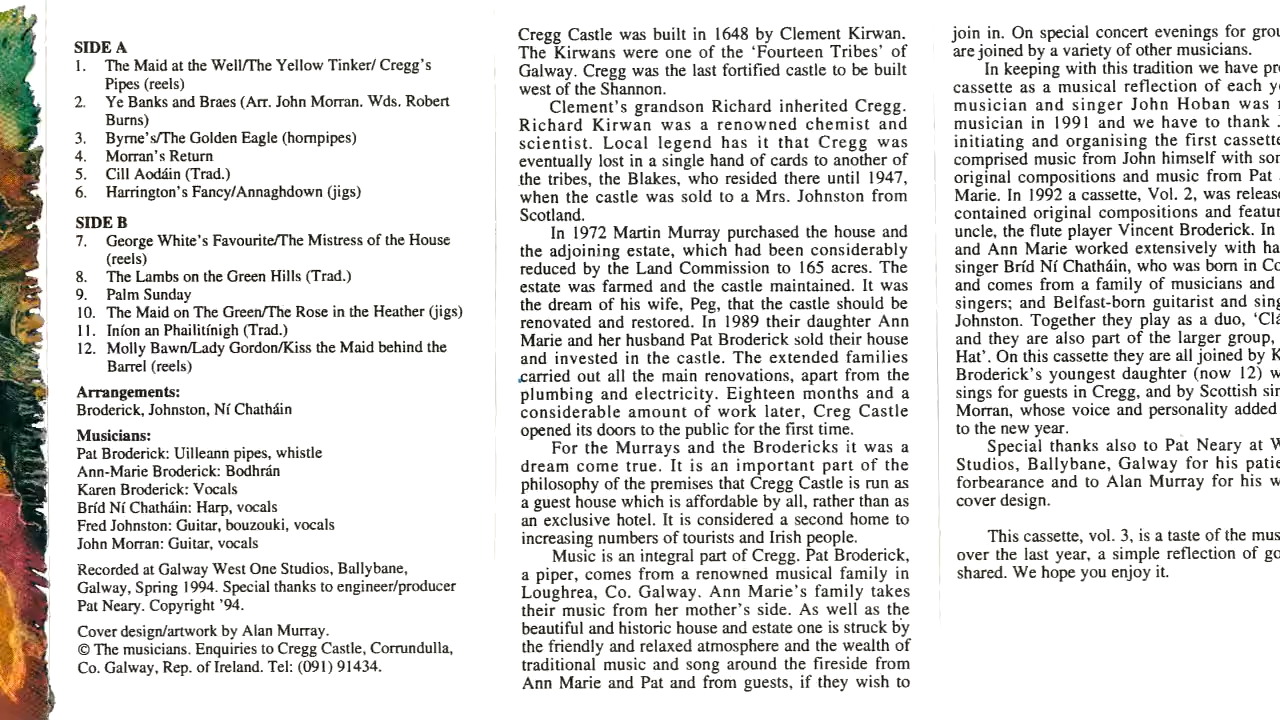 SIDE A
1. The Maid at the Well/The Yellow Tinker/ Cregg's
Pipes (reels)
2. Ye Banks and Braes (Arr. John Morran. Wds. Robert
Burns)
3. Byrne's/The Golden Eagle (hornpipes)
4. Morran's Return
5. Cill Aodáin (Trad.)
6. Harrington's Fancy/Annaghdown (jigs)
SIDE B
7. George White's Favourite/The Mistress of the House
(reels)
8. The Lambs on the Green Hills (Trad.)
9. Palm Sunday
10. The Maid on The Green/The Rose in the Heather (jigs)
11. Iníon an Phailitínigh (Trad.)
12. Molly Bawn/Lady Gordon/Kiss the Maid behind the
Barrel (reels)
Arrangements:
Broderick, Johnston, Ní Chatháin
Musicians:
Pat Broderick: Uilleann pipes, whistle
Ann-Marie Broderick: Bodhrán
Karen Broderick: Vocals
Bríd Ní Chatháin: Harp, vocals
Fred Johnston: Guitar, bouzouki, vocals
John Morran: Guitar, vocals
Recorded at Galway West One Studios, Ballybane,
Galway, Spring 1994. Special thanks to engineer/producer
Pat Neary. Copyright '94.
Cover design/artwork by Alan Murray.
© The musicians. Enquiries to Cregg Castle, Corrundulla,
Co. Galway, Rep. of Ireland. Tel: (091) 91434.
Cregg Castle was built in 1648 by Clement Kirwan.
The Kirwans were one of the 'Fourteen Tribes' of
Galway. Cregg was the last fortified castle to be built
west of the Shannon.
Clement's grandson Richard inherited Cregg.
Richard Kirwan was a renowned chemist and
scientist. Local legend has it that Cregg was
eventually lost in a single hand of cards to another of
the tribes, the Blakes, who resided there until 1947,
when the castle was sold to a Mrs. Johnston from
Scotland.
In 1972 Martin Murray purchased the house and
the adjoining estate, which had been considerably
reduced by the Land Commission to 165 acres. The
estate was farmed and the castle maintained. It was
the dream of his wife, Peg, that the castle should be
renovated and restored. In 1989 their daughter Ann
Marie and her husband Pat Broderick sold their house
and invested in the castle. The extended families
carried out all the main renovations, apart from the
plumbing and electricity. Eighteen months and a
considerable amount of work later, Creg Castle
opened its doors to the public for the first time.
For the Murrays and the Brodericks it was a
dream come true. It is an important part of the
philosophy of the premises that Cregg Castle is run as
a guest house which is affordable by all, rather than as
an exclusive hotel. It is considered a second home to
increasing numbers of tourists and Irish people.
Music is an integral part of Cregg. Pat Broderick,
a piper, comes from a renowned musical family in
Loughrea, Co. Galway. Ann Marie's family takes
their music from her mother's side. As well as the
beautiful and historic house and estate one is struck by
the friendly and relaxed atmosphere and the wealth of
traditional music and song around the fireside from
Ann Marie and Pat and from guests, if they wish to
join in. On special concert evenings for
are joined by a variety of other musicians.
In keeping with this tradition we have
cassette as a musical reflection of each
musician and singer John Hoban was
musician in 1991 and we have to thank
initiating and organising the first
comprised music from John himself with
original compositions and music from Pat
Marie. In 1992 a cassette, Vol. 2, was
contained original compositions and
uncle, the flute player Vincent Broderick. In
and Ann Marie worked extensively with
singer Bríd Ní Chatháin, who was born in
and comes from a family of musicians and
singers; and Belfast-born guitarist and
Johnston. Together they play as a duo,
and they are also part of the larger group,
Hat'. On this cassette they are all joined by
Broderick's youngest daughter (now 12)
sings for guests in Cregg, and by Scottish
Morran, whose voice and personality added
to the new year.
Special thanks also to Pat Neary at
Studios, Ballybane, Galway for his
forbearance and to Alan Murray for his
cover design.
This cassette, vol. 3, is a taste of the
over the last year, a simple reflection of
shared. We hope you enjoy it.